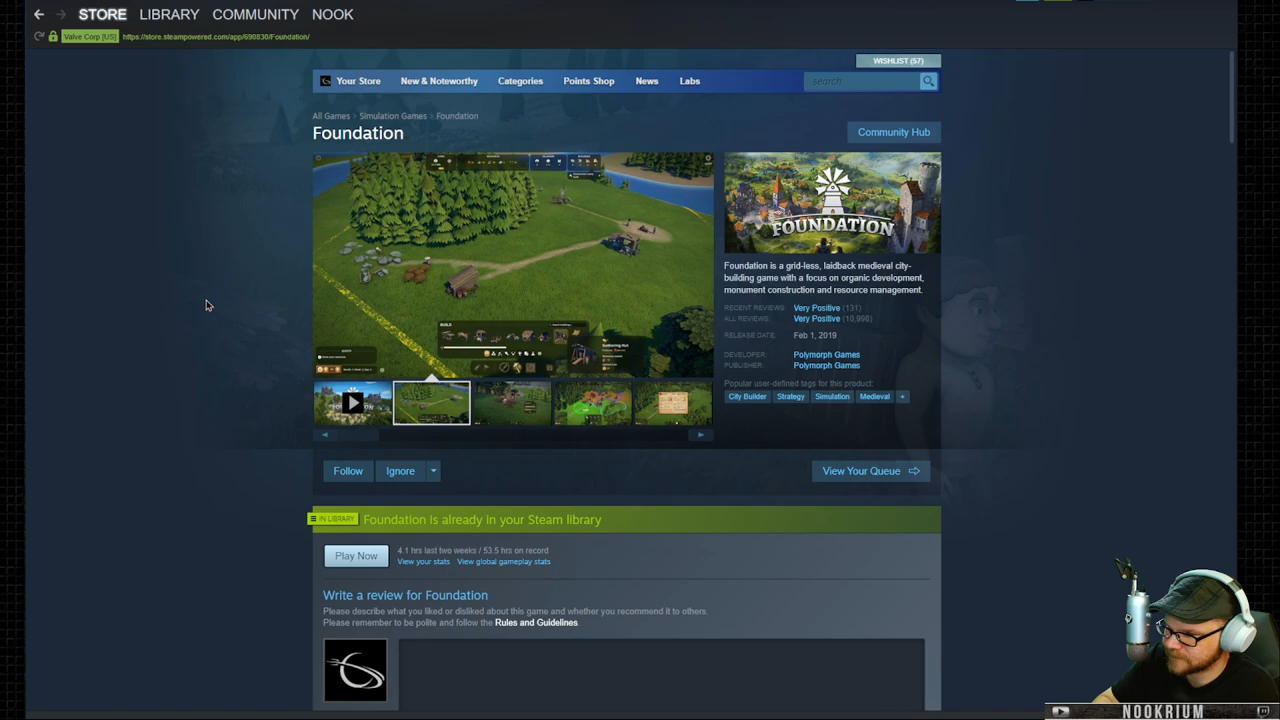 STORE LIBRARY COMMUNITY NOOK
Valve Corp [US] https://store.steampowered.com/app/690830/Foundation/
WISHLIST (57)
Your Store New & Noteworthy Categories Points Shop News Labs search
All Games > Simulation Games > Foundation
Foundation
Community Hub
FOUNDATION
Foundation is a grid-less, laidback medieval city-
building game with a focus on organic development,
monument construction and resource management.
RECENT REVIEWS: Very Positive (131)
ALL REVIEWS: Very Positive (10,998)
RELEASE DATE: Feb 1, 2019
DEVELOPER: Polymorph Games
PUBLISHER: Polymorph Games
Popular user-defined tags for this product:
City Builder Strategy Simulation Medieval +
BUILD
Follow Ignore
View Your Queue
IN LIBRARY Foundation is already in your Steam library
Play Now
4.1 hrs last two weeks / 53.5 hrs on record
View your stats View global gameplay stats
Write a review for Foundation
Please describe what you liked or disliked about this game and whether you recommend it to others.
Please remember to be polite and follow the Rules and Guidelines.
NOOKRIUM